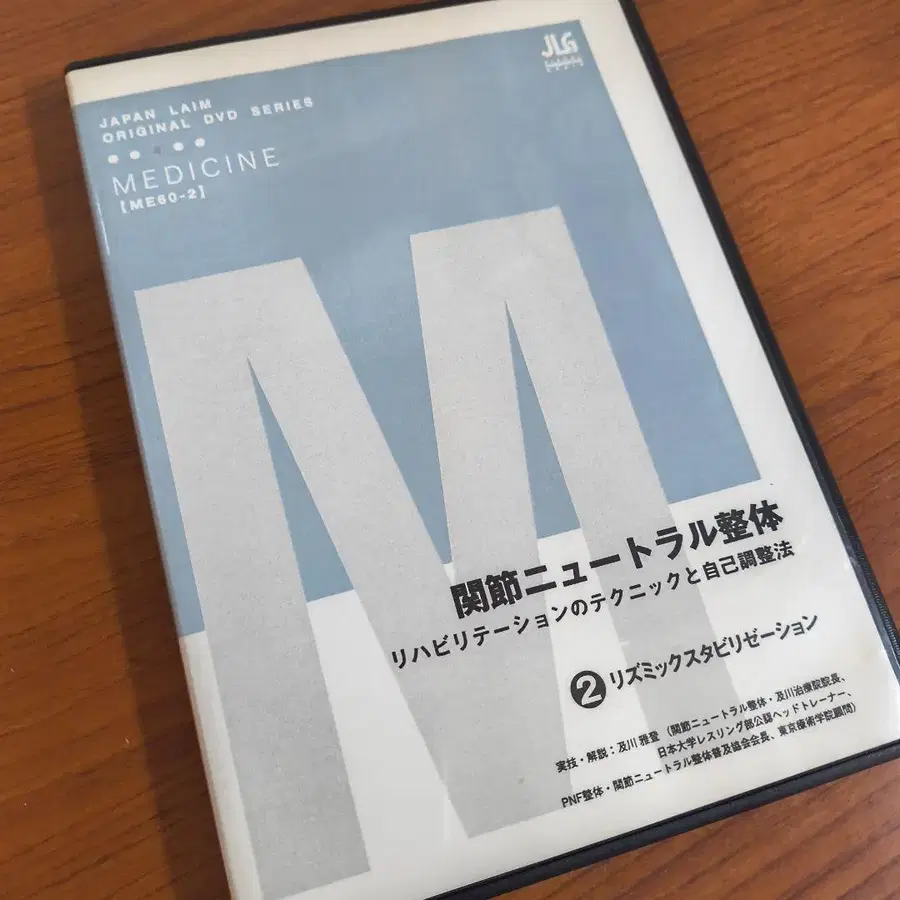 JLG
JAPAN LAIM
ORIGINAL DVD SERIES
MEDICINE
[ME60-2]
M
関節ニュートラル整体
リハビリテーションのテクニックと自己調整法
❷リズミックスタビリゼーション
実技・解説：及川 雅登（関節ニュートラル整体・及川治療院院長、
日本大学レスリング部公認ヘッドトレーナー、
PNF整体・関節ニュートラル整体普及協会会長、東京療術学院顧問）